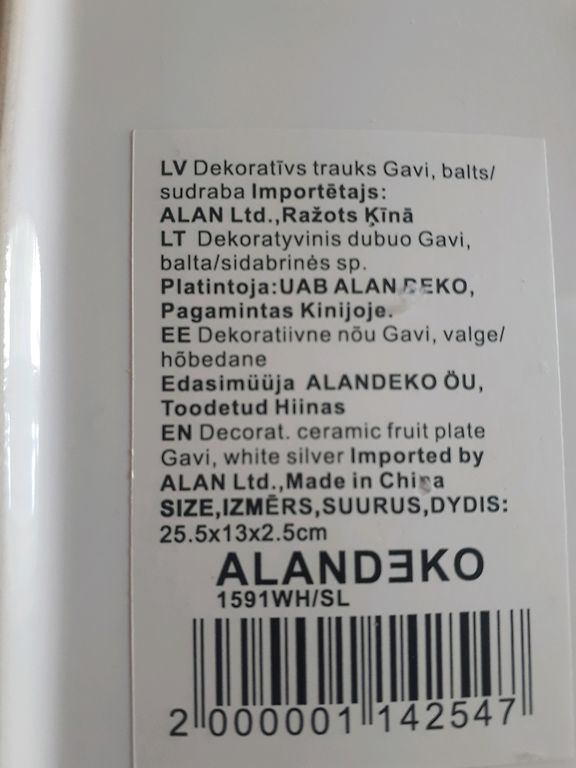 LV Dekoratīvs trauks Gavi, balts/
sudraba Importētajs:
ALAN Ltd.,Ražots Ķīnā
LT Dekoratyvinis dubuo Gavi,
balta/sidabrinės sp.
Platintoja:UAB ALAN DEKO,
Pagamintas Kinijoje.
EE Dekoratiivne nõu Gavi, valge/
hõbedane
Edasimüüja ALANDEKO ÖU,
Toodetud Hiinas
EN Decorat. ceramic fruit plate
Gavi, white silver Imported by
ALAN Ltd.,Made in China
SIZE,IZMĒRS,SUURUS,DYDIS:
25.5x13x2.5cm
ALANDƎKO
1591WH/SL
2 000001 142547